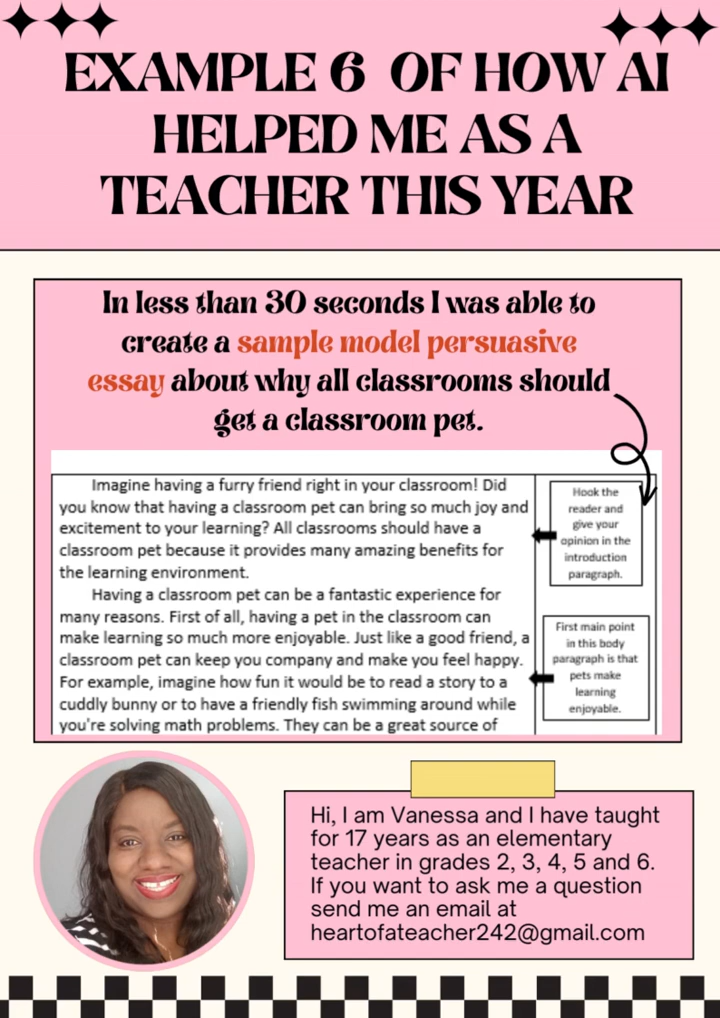 EXAMPLE 6 OF HOW AI
HELPED ME AS A
TEACHER THIS YEAR
In less than 30 seconds I was able to
create a sample model persuasive
essay about why all classrooms should
get a classroom pet.
Imagine having a furry friend right in your classroom! Did
you know that having a classroom pet can bring so much joy and
excitement to your learning? All classrooms should have a
classroom pet because it provides many amazing benefits for
the learning environment.
Having a classroom pet can be a fantastic experience for
many reasons. First of all, having a pet in the classroom can
make learning so much more enjoyable. Just like a good friend, a
classroom pet can keep you company and make you feel happy.
For example, imagine how fun it would be to read a story to a
cuddly bunny or to have a friendly fish swimming around while
you're solving math problems. They can be a great source of
Hook the
reader and
give your
opinion in the
introduction
paragraph.
First main point
in this body
paragraph is that
pets make
learning
enjoyable.
Hi, I am Vanessa and I have taught
for 17 years as an elementary
teacher in grades 2, 3, 4, 5 and 6.
If you want to ask me a question
send me an email at
heartofateacher242@gmail.com